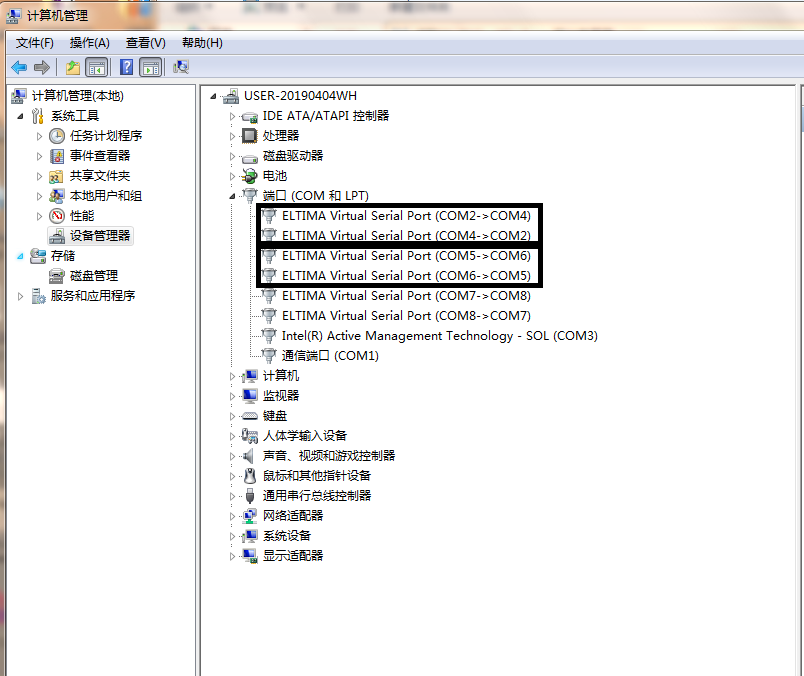 计算机管理
文件(F) 操作(A) 查看(V) 帮助(H)
计算机管理(本地)
系统工具
任务计划程序
事件查看器
共享文件夹
本地用户和组
性能
设备管理器
存储
磁盘管理
服务和应用程序
USER-20190404WH
IDE ATA/ATAPI 控制器
处理器
磁盘驱动器
电池
端口 (COM 和 LPT)
ELTIMA Virtual Serial Port (COM2->COM4)
ELTIMA Virtual Serial Port (COM4->COM2)
ELTIMA Virtual Serial Port (COM5->COM6)
ELTIMA Virtual Serial Port (COM6->COM5)
ELTIMA Virtual Serial Port (COM7->COM8)
ELTIMA Virtual Serial Port (COM8->COM7)
Intel(R) Active Management Technology - SOL (COM3)
通信端口 (COM1)
计算机
监视器
键盘
人体学输入设备
声音、视频和游戏控制器
鼠标和其他指针设备
通用串行总线控制器
网络适配器
系统设备
显示适配器